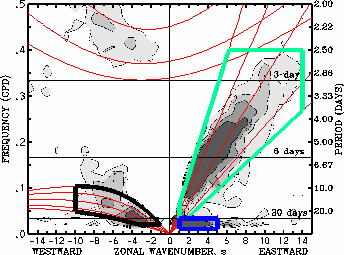 .5
.4
.3
.2
.1
.0
2.00
2.22
2.50
2.86
3.33
4.00
5.00
6.67
10.0
20.0
3-days
6 days
30 days
-14 -12 -10 -8 -6 -4 -2 0 2 4 6 8 10 12 14
WESTWARD ZONAL WAVENUMBER, s EASTWARD
FREQUENCY (CPD)
PERIOD (DAYS)